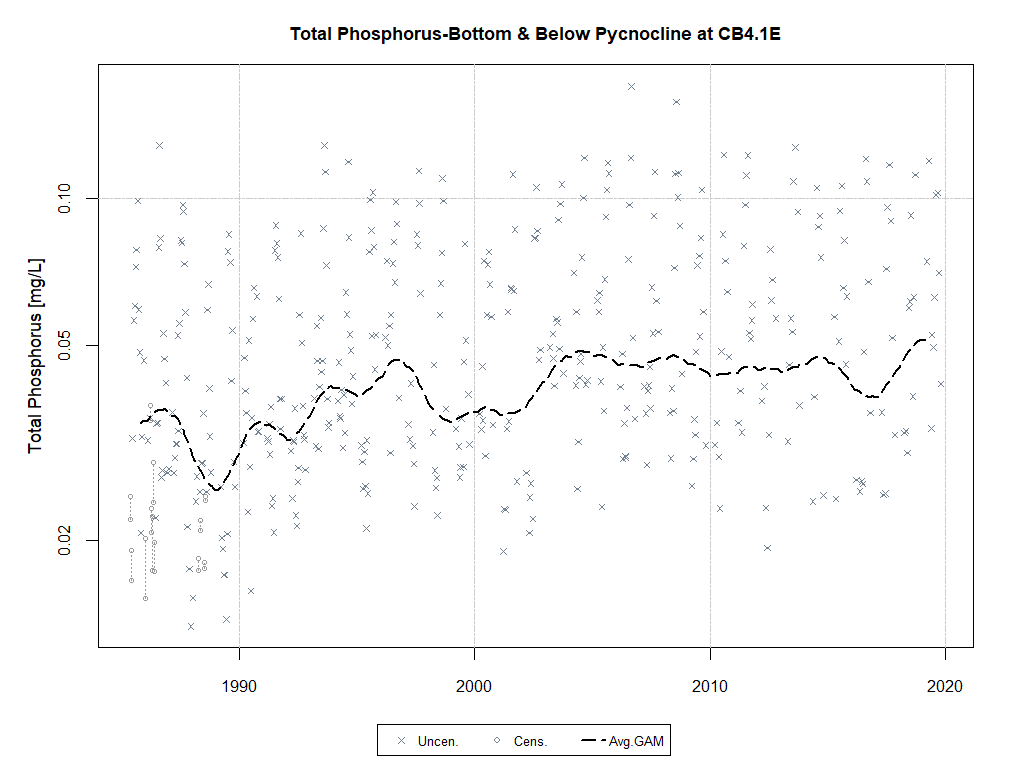 Total Phosphorus-Bottom & Below Pycnocline at CB4.1E
Total Phosphorus [mg/L]
0.10
0.05
0.02
1990 2000 2010 2020
Uncen. Cens. Avg.GAM